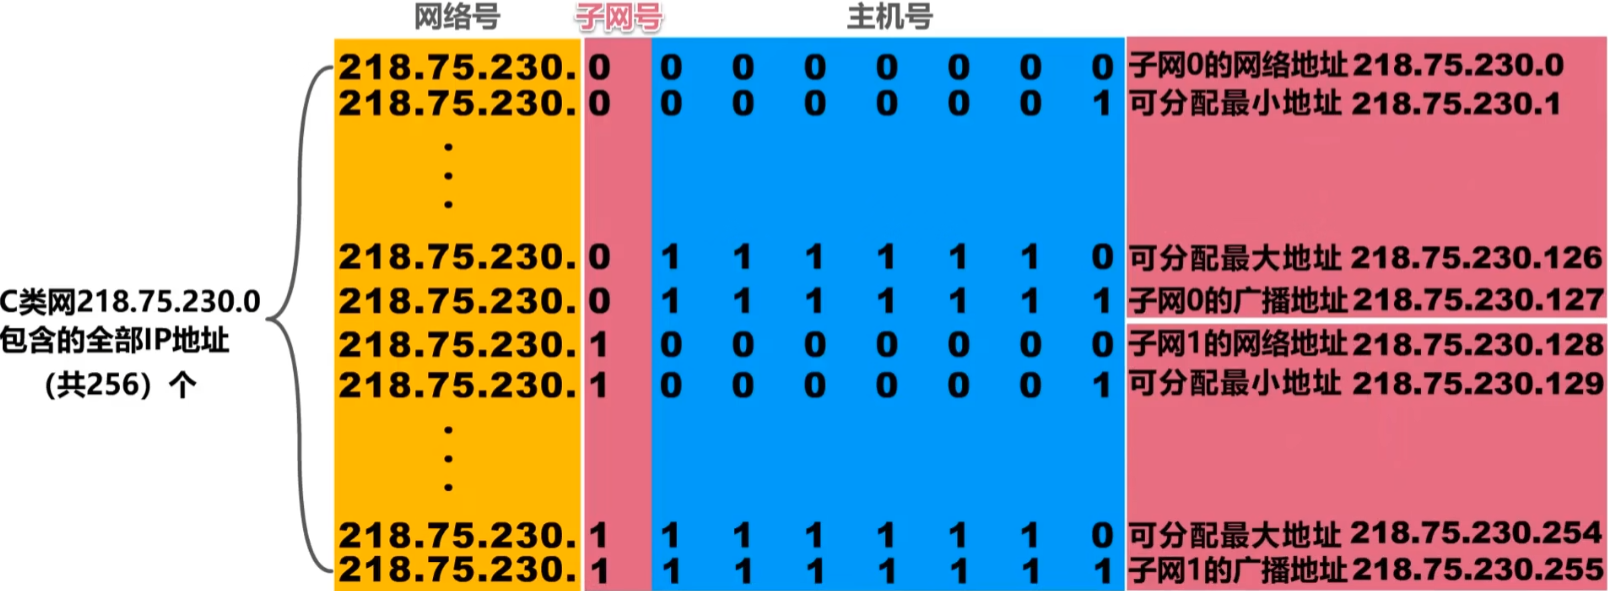 网络号 子网号 主机号
218.75.230. 0 0 0 0 0 0 0 0 子网0的网络地址 218.75.230.0
218.75.230. 0 0 0 0 0 0 0 1 可分配最小地址 218.75.230.1
218.75.230. 0 1 1 1 1 1 1 0 可分配最大地址 218.75.230.126
218.75.230. 0 1 1 1 1 1 1 1 子网0的广播地址 218.75.230.127
C类网218.75.230.0
包含的全部IP地址
（共256）个
218.75.230. 1 0 0 0 0 0 0 0 子网1的网络地址 218.75.230.128
218.75.230. 1 0 0 0 0 0 0 1 可分配最小地址 218.75.230.129
218.75.230. 1 1 1 1 1 1 1 0 可分配最大地址 218.75.230.254
218.75.230. 1 1 1 1 1 1 1 1 子网1的广播地址 218.75.230.255